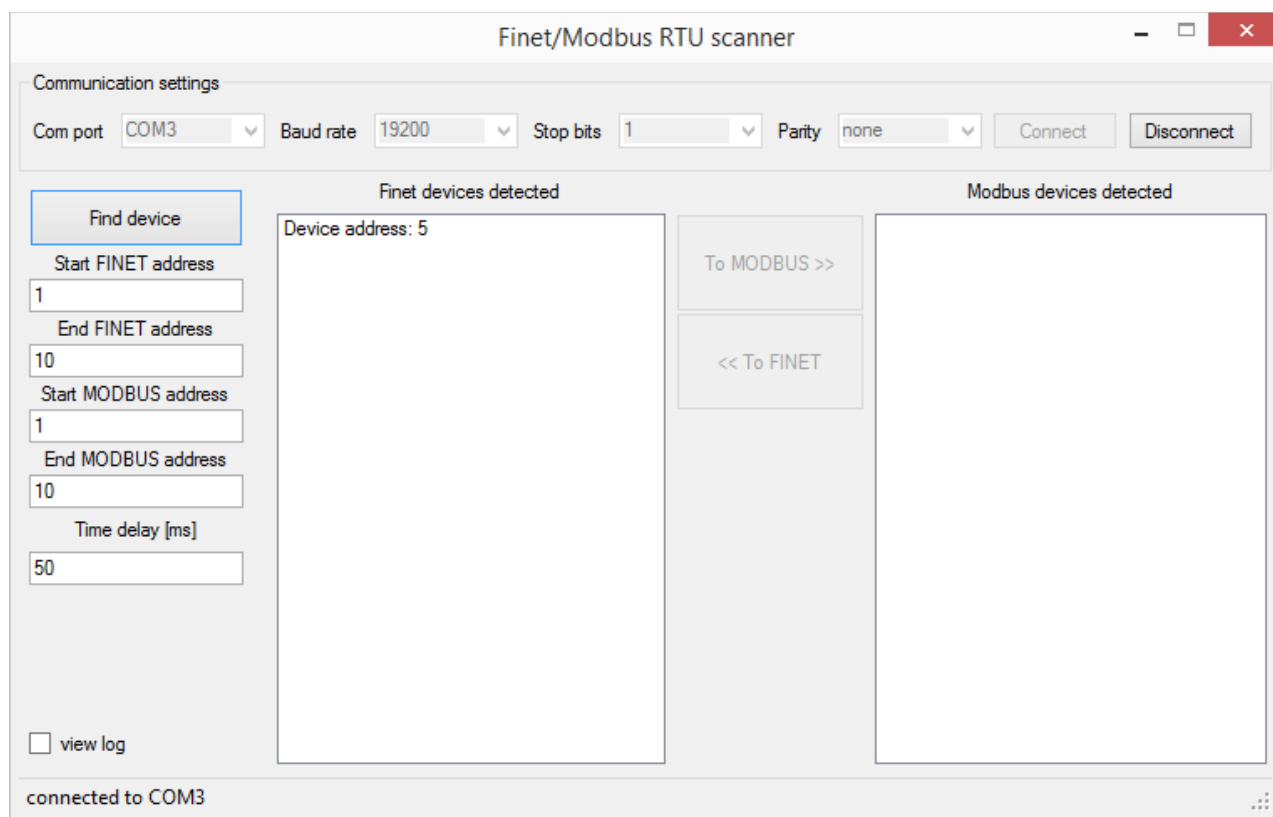 Finet/Modbus RTU scanner
Communication settings
Com port COM3 Baud rate 19200 Stop bits 1 Parity none Connect Disconnect
Find device
Finet devices detected
Modbus devices detected
Device address: 5
Start FINET address
1
End FINET address
10
Start MODBUS address
1
End MODBUS address
10
Time delay [ms]
50
To MODBUS >>
<< To FINET
view log
connected to COM3